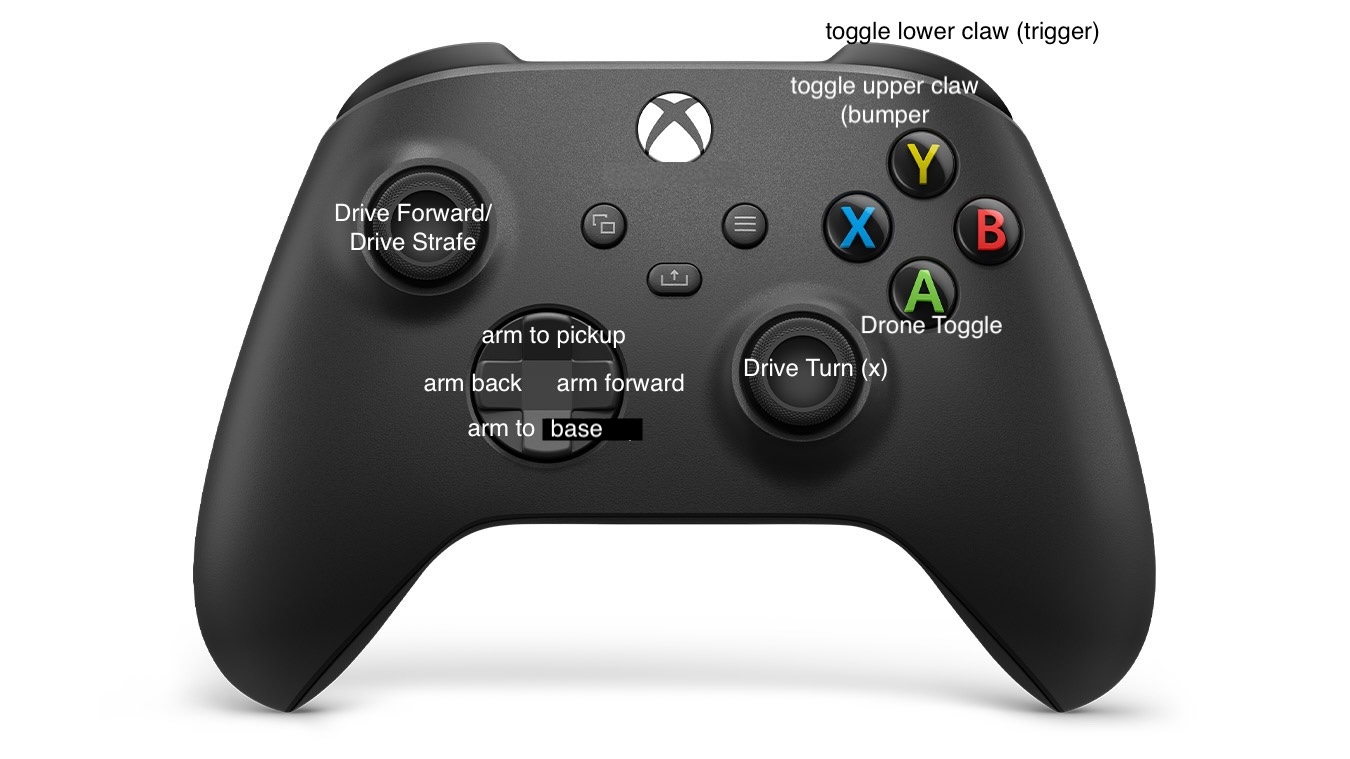 toggle lower claw (trigger)
toggle upper claw
(bumper
Y
Drive Forward/
Drive Strafe
X
B
A
Drone Toggle
arm to pickup
Drive Turn (x)
arm back arm forward
arm to base